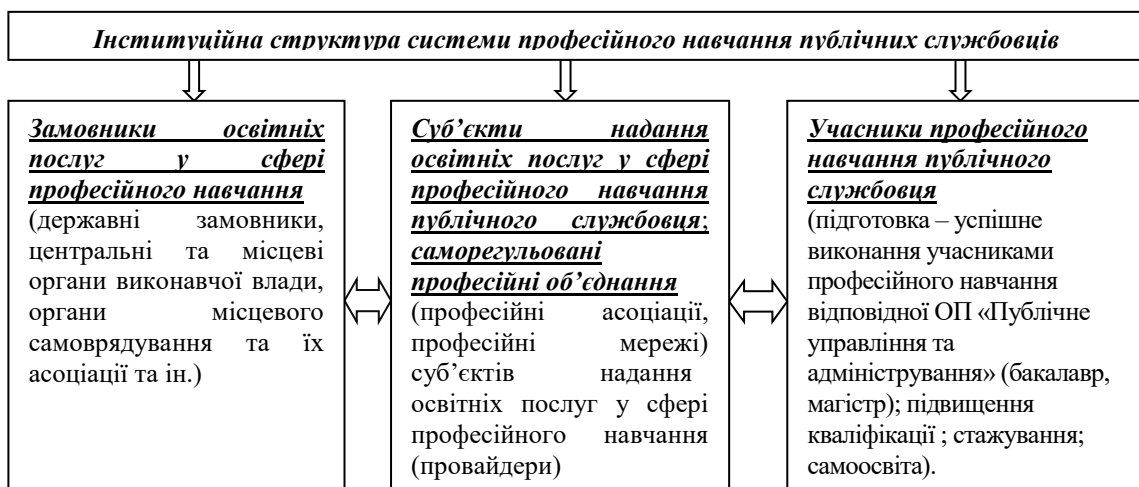 Інституційна структура системи професійного навчання публічних службовців
Замовники освітніх
послуг у сфері
професійного навчання
(державні замовники,
центральні та місцеві
органи виконавчої влади,
органи місцевого
самоврядування та їх
асоціації та ін.)
Суб’єкти надання
освітніх послуг у сфері
професійного навчання
публічного службовця;
саморегульовані
професійні об’єднання
(професійні асоціації,
професійні мережі)
суб’єктів надання
освітніх послуг у сфері
професійного навчання
(провайдери)
Учасники професійного
навчання публічного
службовця
(підготовка – успішне
виконання учасниками
професійного навчання
відповідної ОП «Публічне
управління та
адміністрування» (бакалавр,
магістр); підвищення
кваліфікації ; стажування;
самоосвіта).